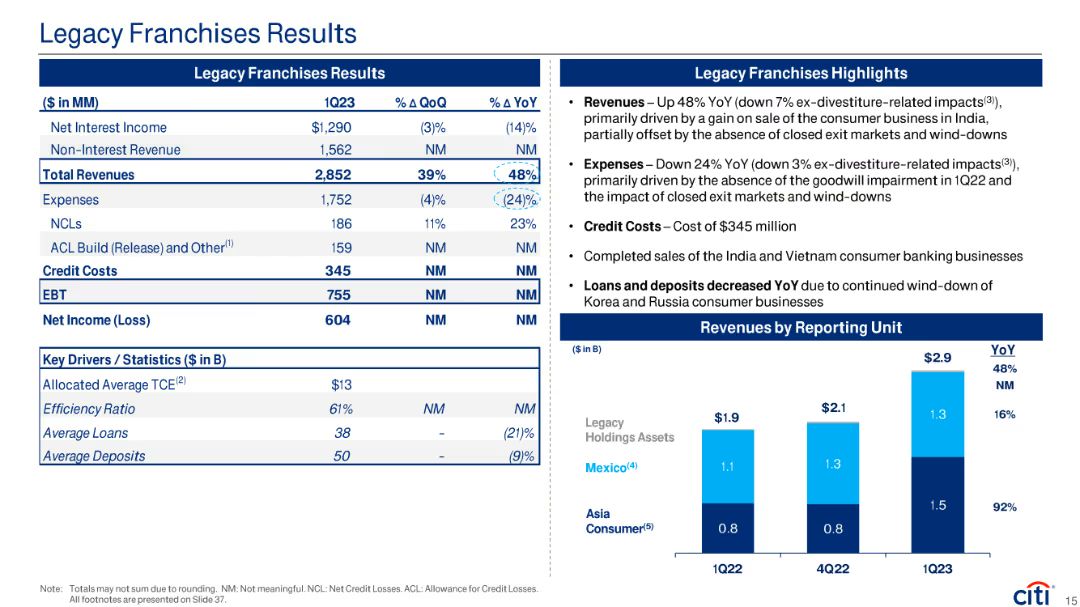 Legacy Franchises Results
Legacy Franchises Results
($ in MM) 1Q23 % Δ QoQ % Δ YoY
Net Interest Income $1,290 (3)% (14)%
Non-Interest Revenue 1,562 NM NM
Total Revenues 2,852 39% 48%
Expenses 1,752 (4)% (24)%
NCLs 186 11% 23%
ACL Build (Release) and Other(1) 159 NM NM
Credit Costs 345 NM NM
EBT 755 NM NM
Net Income (Loss) 604 NM NM
Key Drivers / Statistics ($ in B)
Allocated Average TCE(2) $13
Efficiency Ratio 61% NM NM
Average Loans 38 - (21)%
Average Deposits 50 - (9)%
Legacy Franchises Highlights
• Revenues – Up 48% YoY (down 7% ex-divestiture-related impacts(3)),
primarily driven by a gain on sale of the consumer business in India,
partially offset by the absence of closed exit markets and wind-downs
• Expenses – Down 24% YoY (down 3% ex-divestiture-related impacts(3)),
primarily driven by the absence of the goodwill impairment in 1Q22 and
the impact of closed exit markets and wind-downs
• Credit Costs – Cost of $345 million
• Completed sales of the India and Vietnam consumer banking businesses
• Loans and deposits decreased YoY due to continued wind-down of
Korea and Russia consumer businesses
Revenues by Reporting Unit
($ in B)
YoY
$1.9 $2.1 $2.9 48%
NM
Legacy
Holdings Assets
Mexico(4) 1.1 1.3 1.3 16%
Asia
Consumer(5) 0.8 0.8 1.5 92%
1Q22 4Q22 1Q23
Note: Totals may not sum due to rounding. NM: Not meaningful. NCL: Net Credit Losses. ACL: Allowance for Credit Losses.
All footnotes are presented on Slide 37.
citi
15